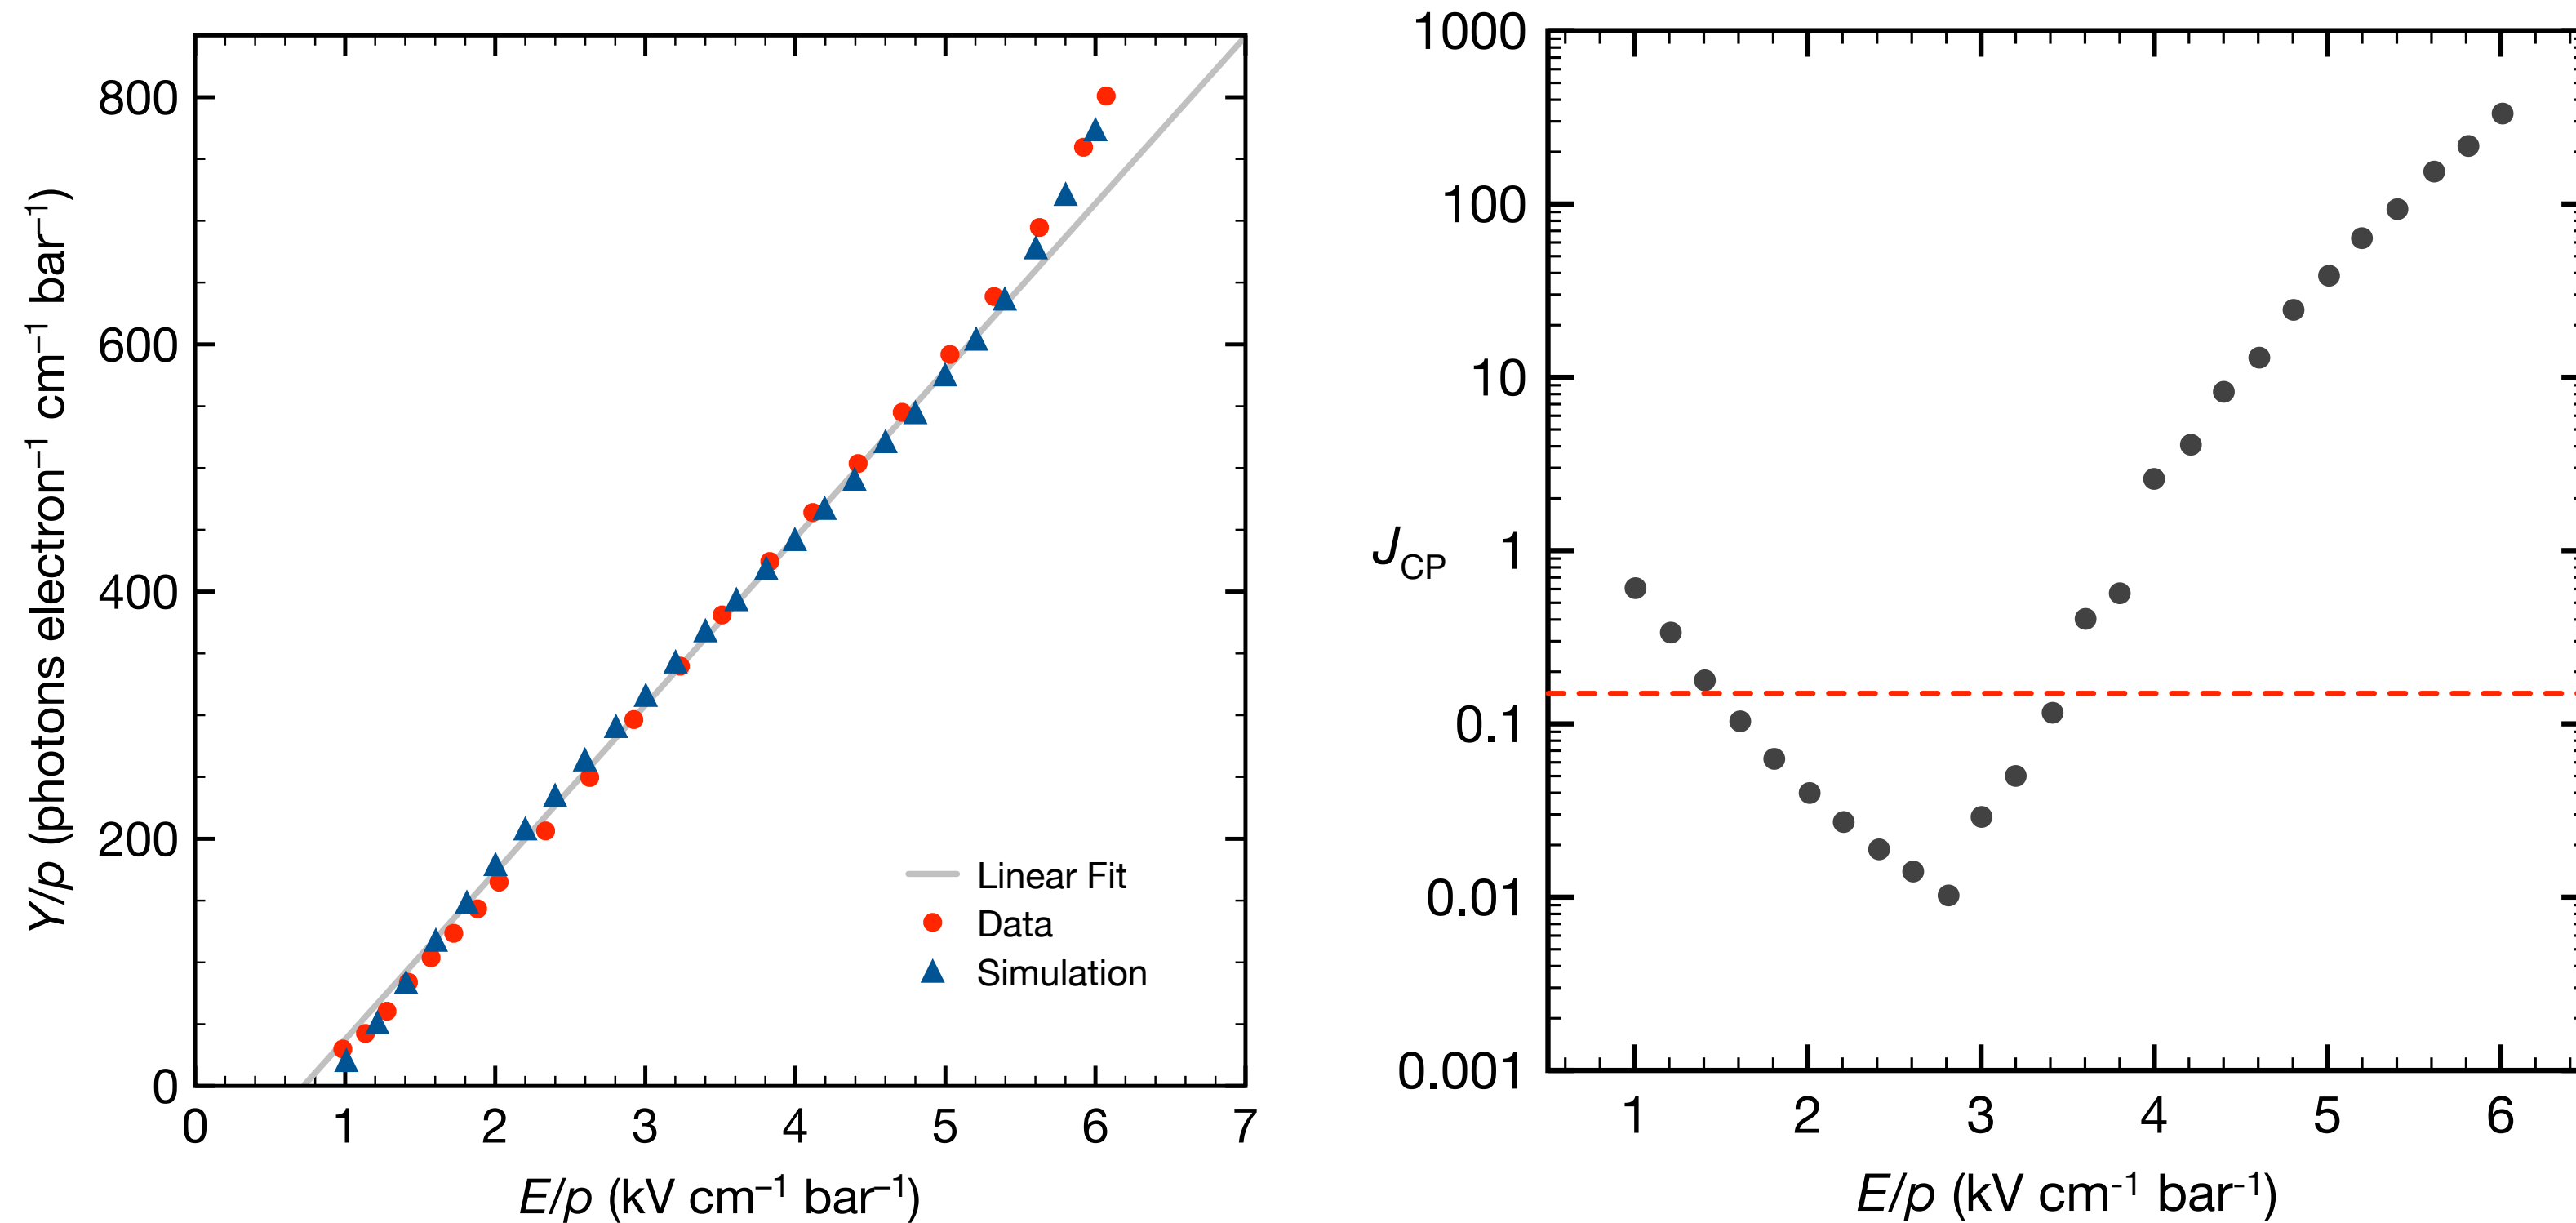 Y/p (photons electron⁻¹ cm⁻¹ bar⁻¹)
800
600
400
200
0
0 1 2 3 4 5 6 7
E/p (kV cm⁻¹ bar⁻¹)
Linear Fit
Data
Simulation
J_CP
1000
100
10
1
0.1
0.01
0.001
1 2 3 4 5 6
E/p (kV cm⁻¹ bar⁻¹)